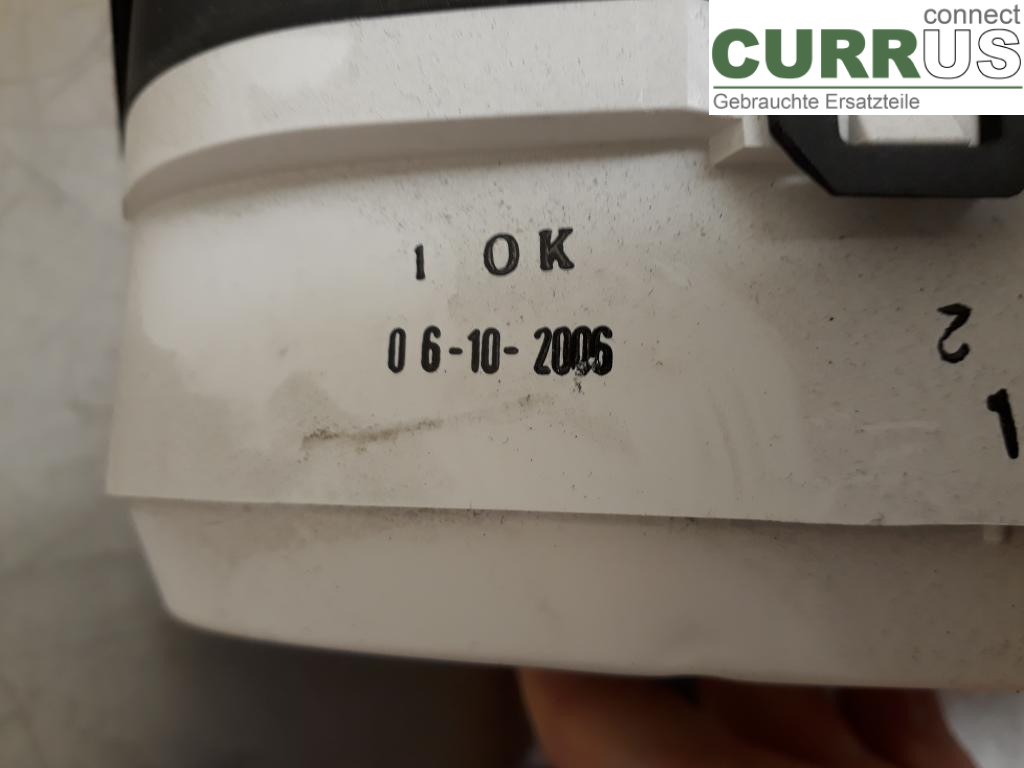 connect
CURRUS
Gebrauchte Ersatzteile
1 OK
06-10-2006
2
1